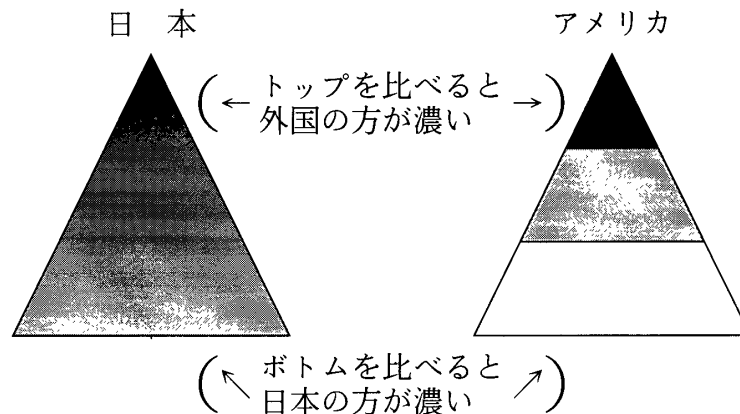 日 本
アメリカ
(← トップを比べると →)
外国の方が濃い
(↖ ボトムを比べると ↗)
日本の方が濃い